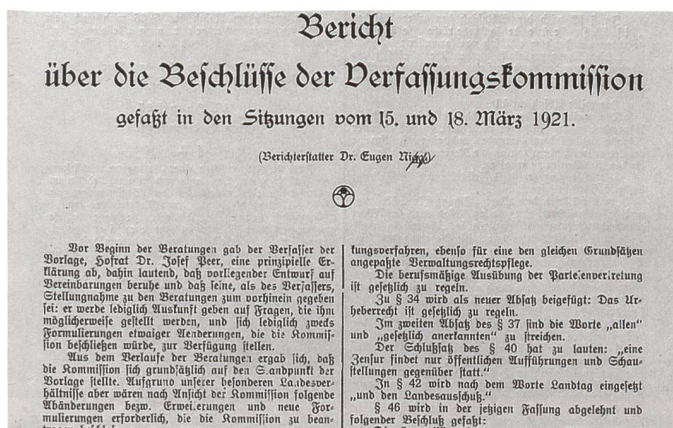 Bericht
über die Beschlüsse der Verfassungskommission
gefaßt in den Sitzungen vom 15. und 18. März 1921.
(Berichterstatter Dr. Eugen
Vor Beginn der Beratungen gab der Verfasser der
Vorlage, Hofrat Dr. Josef Peer, eine prinzipielle Er-
klärung ab, dahin lautend, daß vorliegender Entwurf auf
Vereinbarungen beruhe und daß seine, als des Verfassers,
Stellungnahme zu den Beratungen zum vorhinein gegeben
sei: er werde lediglich Auskunft geben auf Fragen, die ihm
möglicherweise gestellt werden, und sich lediglich zwecks
Formulierungen etwaiger Aenderungen, die die Kommis-
sion beschließen würde, zur Verfügung stellen.
Aus dem Verlaufe der Beratungen ergab sich, daß
die Kommission sich grundsätzlich auf den S.andpunkt der
Vorlage stellte. Aufgrund unserer besonderen Landesver-
hältnisse aber wären nach Ansicht der Kommission folgende
Abänderungen bezw. Erwei.erungen und neue For-
mulierungen erforderlich, die die Kommission zu bean-
kungsverfahren, ebenso für eine den gleichen Grundsätzen
angepaßte Verwaltungsrechtspflege.
Die berufsmäßige Ausübung der Parteienver.retung
ist gesetzlich zu regeln.
Zu § 34 wird als neuer Absatz beigefügt: Das Ur-
heberrecht ist gesetzlich zu regeln.
Im zweiten Absatz des § 37 sind die Worte „allen"
und „gesetzlich anerkannten" zu streichen.
Der Schlußsatz des § 40 hat zu lauten: „eine
Zensur findet nur öffentlichen Aufführungen und Schau-
stellungen gegenüber statt."
In § 42 wird nach dem Worte Landtag eingesetzt
„und den Landesausschuß."
§ 46 wird in der jetzigen Fassung abgelehnt und
folgender Beschluß gefaßt: